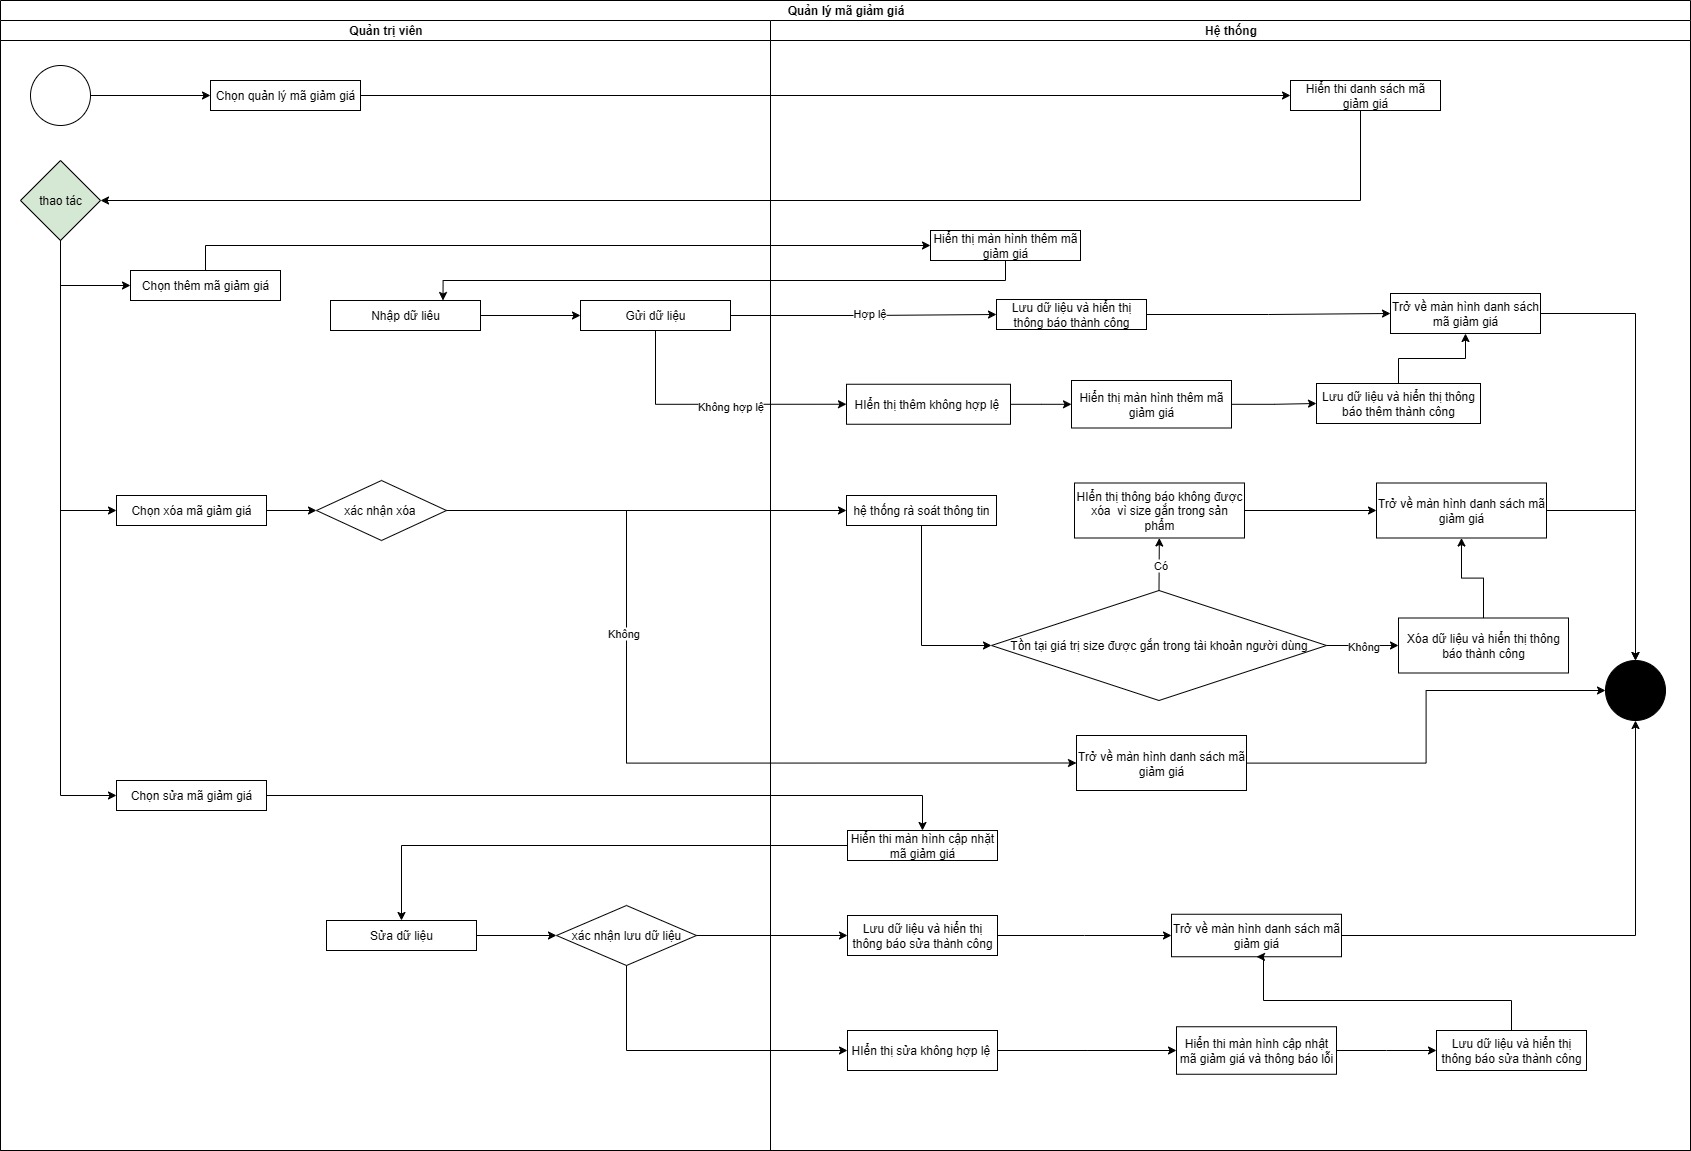 Quản lý mã giảm giá
Quản trị viên
Hệ thống
Chọn quản lý mã giảm giá
Hiển thi danh sách mã
giảm giá
thao tác
Hiển thị màn hình thêm mã
giảm giá
Chọn thêm mã giảm giá
Nhập dữ liêu
Gửi dữ liệu
Hợp lệ
Lưu dữ liệu và hiển thị
thông báo thành công
Trở về màn hình danh sách
mã giảm giá
Không hợp lệ
HIển thị thêm không hợp lệ
Hiển thị màn hình thêm mã
giảm giá
Lưu dữ liệu và hiển thị thông
báo thêm thành công
Chọn xóa mã giảm giá
xác nhận xóa
hệ thống rà soát thông tin
HIển thị thông báo không được
xóa vì size gắn trong sản
phẩm
Trở về màn hình danh sách mã
giảm giá
Có
Không
Tồn tại giá trị size được gắn trong tài khoản người dùng
Không
Xóa dữ liệu và hiển thị thông
báo thành công
Trở về màn hình danh sách mã
giảm giá
Chọn sửa mã giảm giá
Hiển thi màn hình cập nhặt
mã giảm giá
Sửa dữ liệu
xác nhận lưu dữ liệu
Lưu dữ liệu và hiển thị
thông báo sửa thành công
Trở về màn hình danh sách mã
giảm giá
HIển thị sửa không hợp lệ
Hiển thi màn hình cập nhật
mã giảm giá và thông báo lỗi
Lưu dữ liệu và hiển thị
thông báo sửa thành công